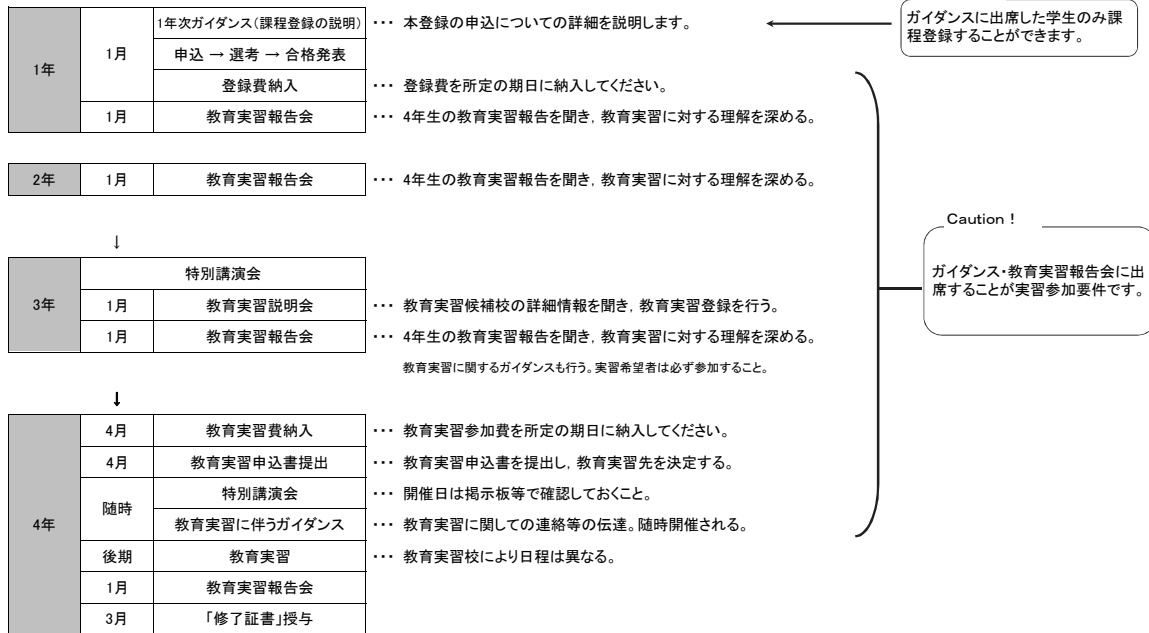 1年
1月
1年次ガイダンス(課程登録の説明) ・・・ 本登録の申込についての詳細を説明します。
ガイダンスに出席した学生のみ課
程登録することができます。
申込 → 選考 → 合格発表
登録費納入 ・・・ 登録費を所定の期日に納入してください。
1月 教育実習報告会 ・・・ 4年生の教育実習報告を聞き, 教育実習に対する理解を深める。
2年 1月 教育実習報告会 ・・・ 4年生の教育実習報告を聞き, 教育実習に対する理解を深める。
↓
Caution !
ガイダンス・教育実習報告会に出
席することが実習参加要件です。
3年
特別講演会
1月 教育実習説明会 ・・・ 教育実習候補校の詳細情報を聞き, 教育実習登録を行う。
1月 教育実習報告会 ・・・ 4年生の教育実習報告を聞き, 教育実習に対する理解を深める。
教育実習に関するガイダンスも行う。実習希望者は必ず参加すること。
↓
4年
4月 教育実習費納入 ・・・ 教育実習参加費を所定の期日に納入してください。
4月 教育実習申込書提出 ・・・ 教育実習申込書を提出し, 教育実習先を決定する。
随時
特別講演会 ・・・ 開催日は掲示板等で確認しておくこと。
教育実習に伴うガイダンス ・・・ 教育実習に関しての連絡等の伝達。随時開催される。
後期 教育実習 ・・・ 教育実習校により日程は異なる。
1月 教育実習報告会
3月 「修了証書」授与